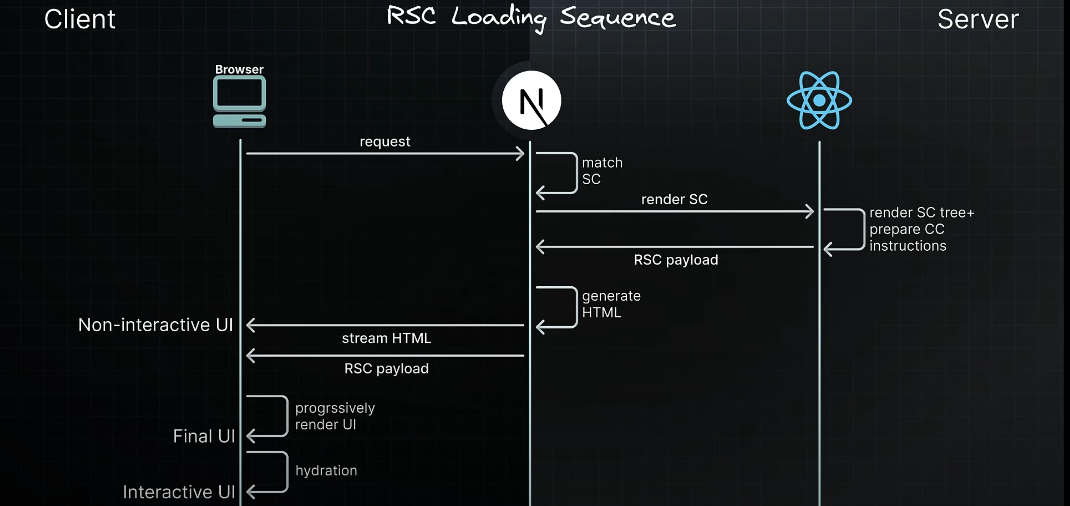 Client
RSC Loading Sequence
Server
Browser
N
request
match
SC
render SC
render SC tree+
prepare CC
instructions
RSC payload
generate
HTML
Non-interactive UI
stream HTML
RSC payload
progrssively
render UI
Final UI
hydration
Interactive UI